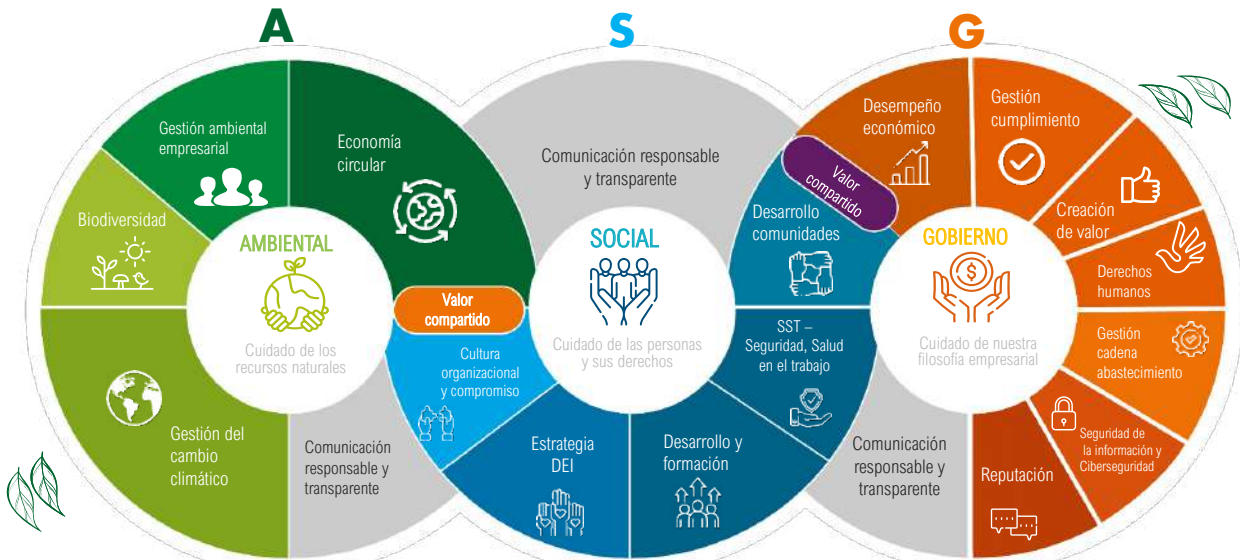 A
S
G
Gestión ambiental
empresarial
Economía
circular
Biodiversidad
AMBIENTAL
Cuidado de los
recursos naturales
Gestión del
cambio
climático
Comunicación
responsable y
transparente
Valor
compartido
Comunicación responsable
y transparente
SOCIAL
Cuidado de las personas
y sus derechos
Cultura
organizacional
y compromiso
Estrategia
DEI
Desarrollo y
formación
SST –
Seguridad, Salud
en el trabajo
Desarrollo
comunidades
Valor
compartido
Desempeño
económico
Gestión
cumplimiento
Creación
de valor
Derechos
humanos
Gestión
cadena
abastecimiento
Seguridad de
la información y
Ciberseguridad
Reputación
Comunicación
responsable y
transparente
GOBIERNO
$
Cuidado de nuestra
filosofía empresarial